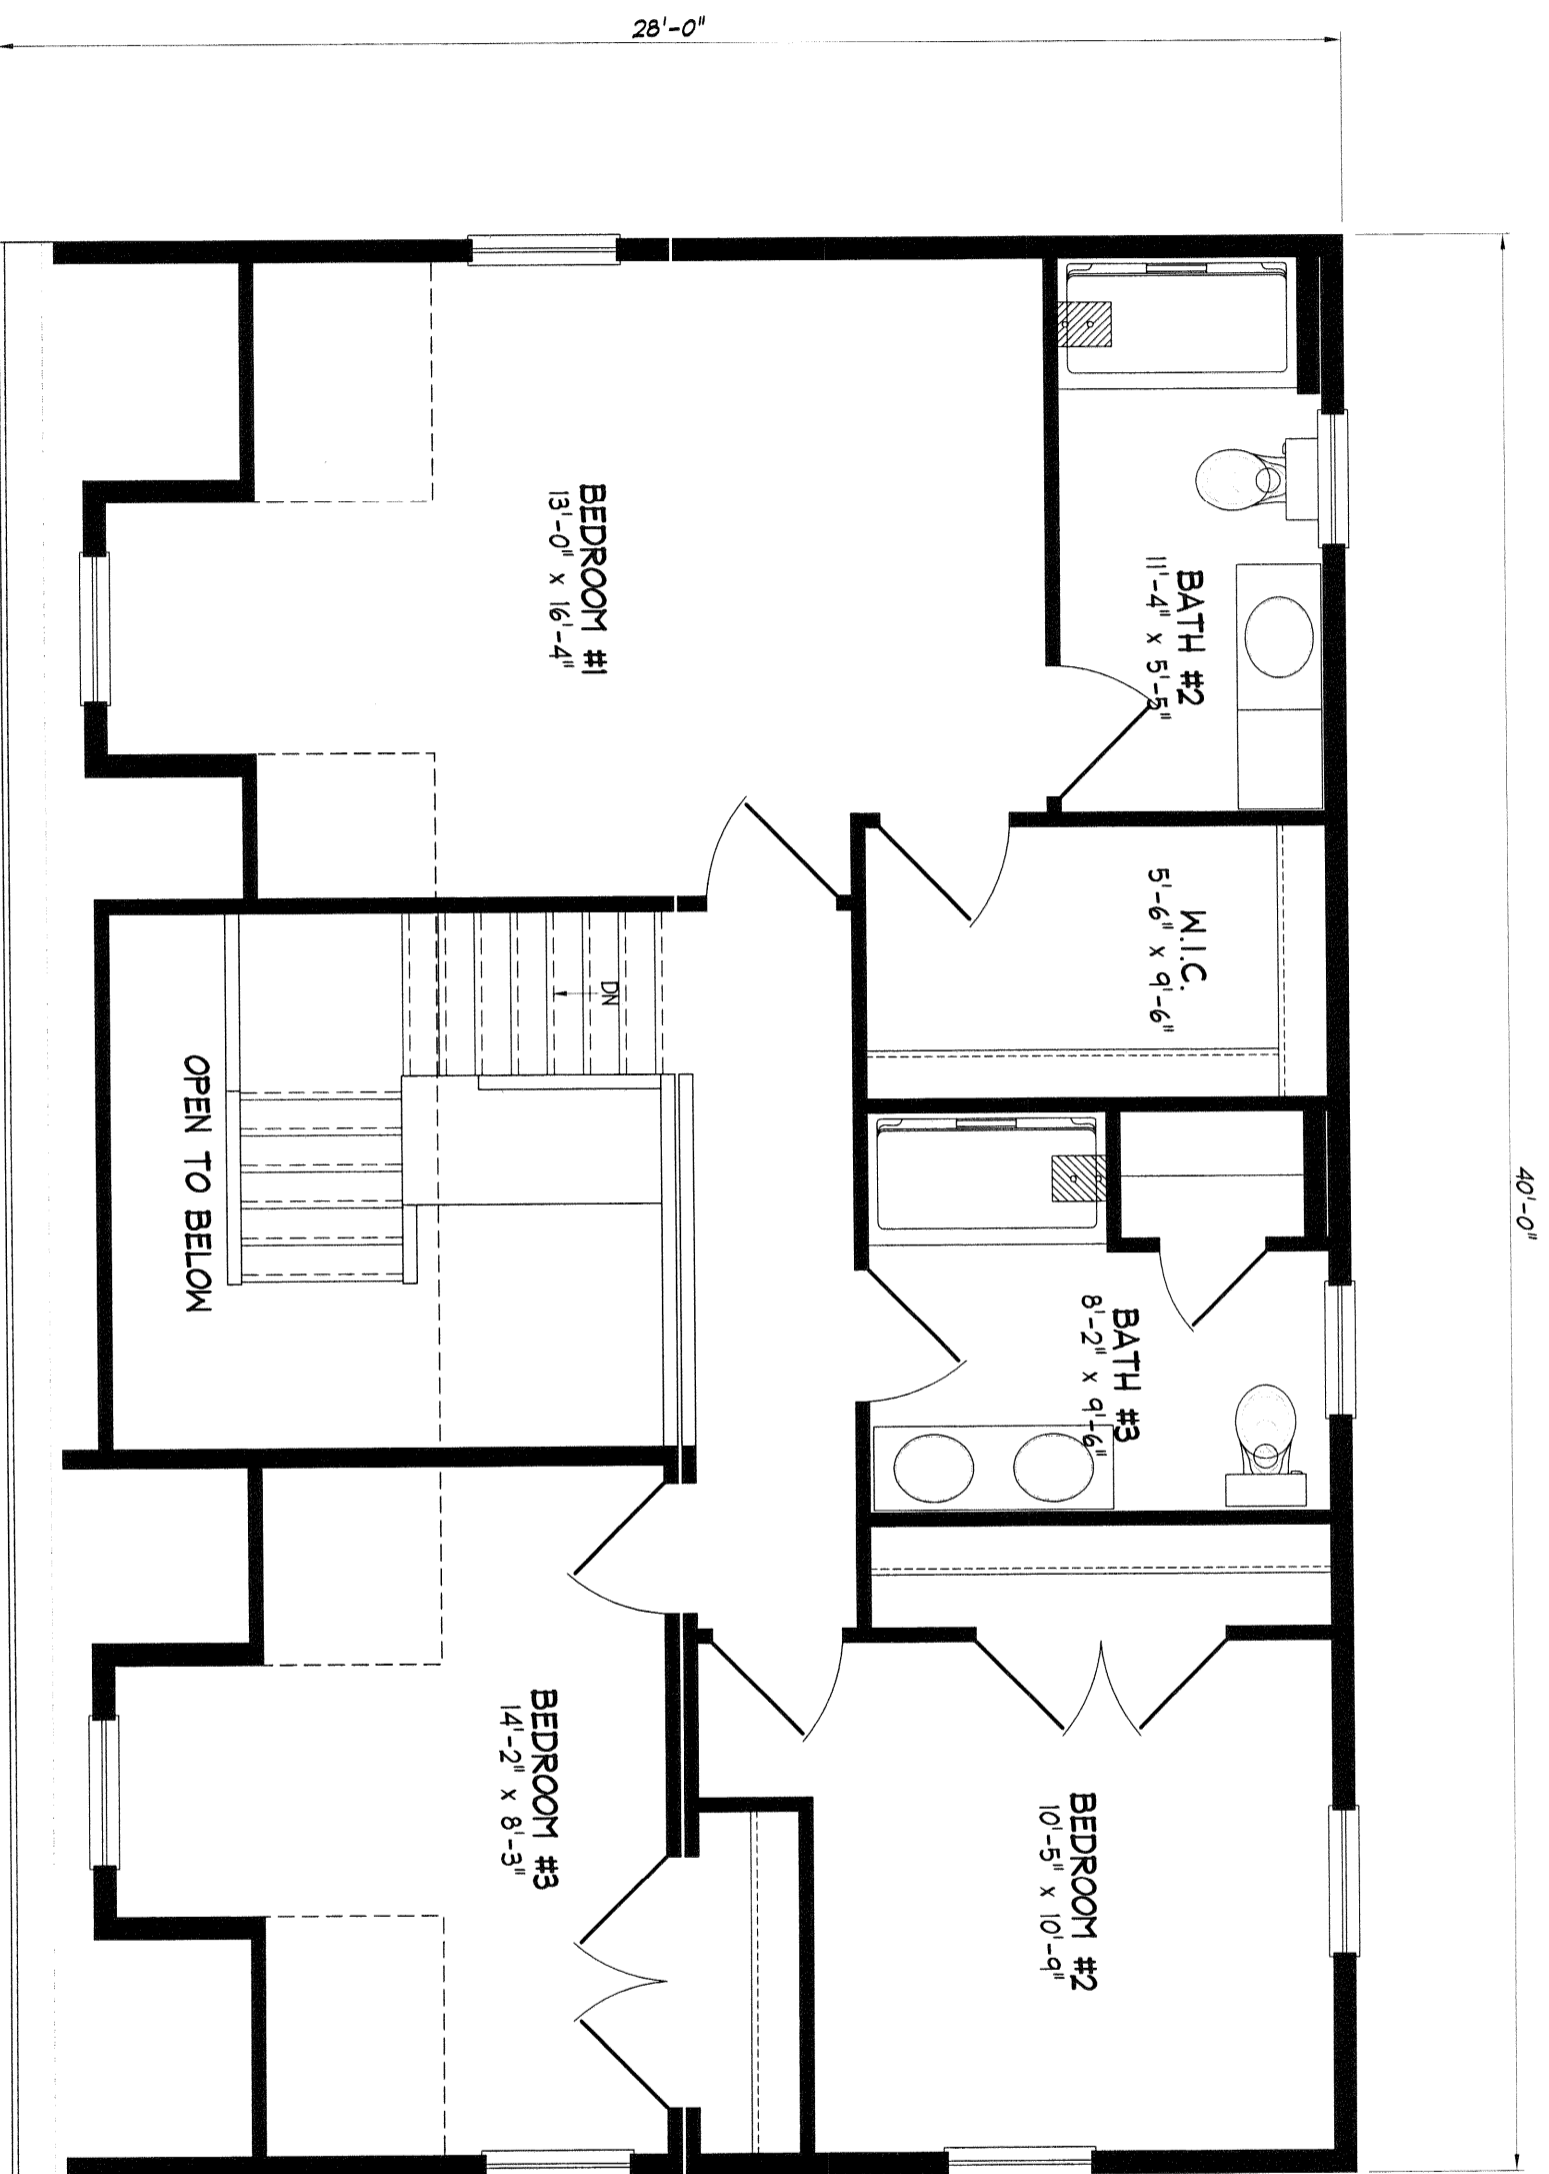 28'-0"
40'-0"
BATH #2
11'-4" x 5'-5"
W.I.C.
5'-6" x 9'-6"
BATH #3
8'-2" x 9'-6"
BEDROOM #2
10'-5" x 10'-9"
BEDROOM #1
13'-0" x 16'-4"
DN
BEDROOM #3
14'-2" x 8'-3"
OPEN TO BELOW